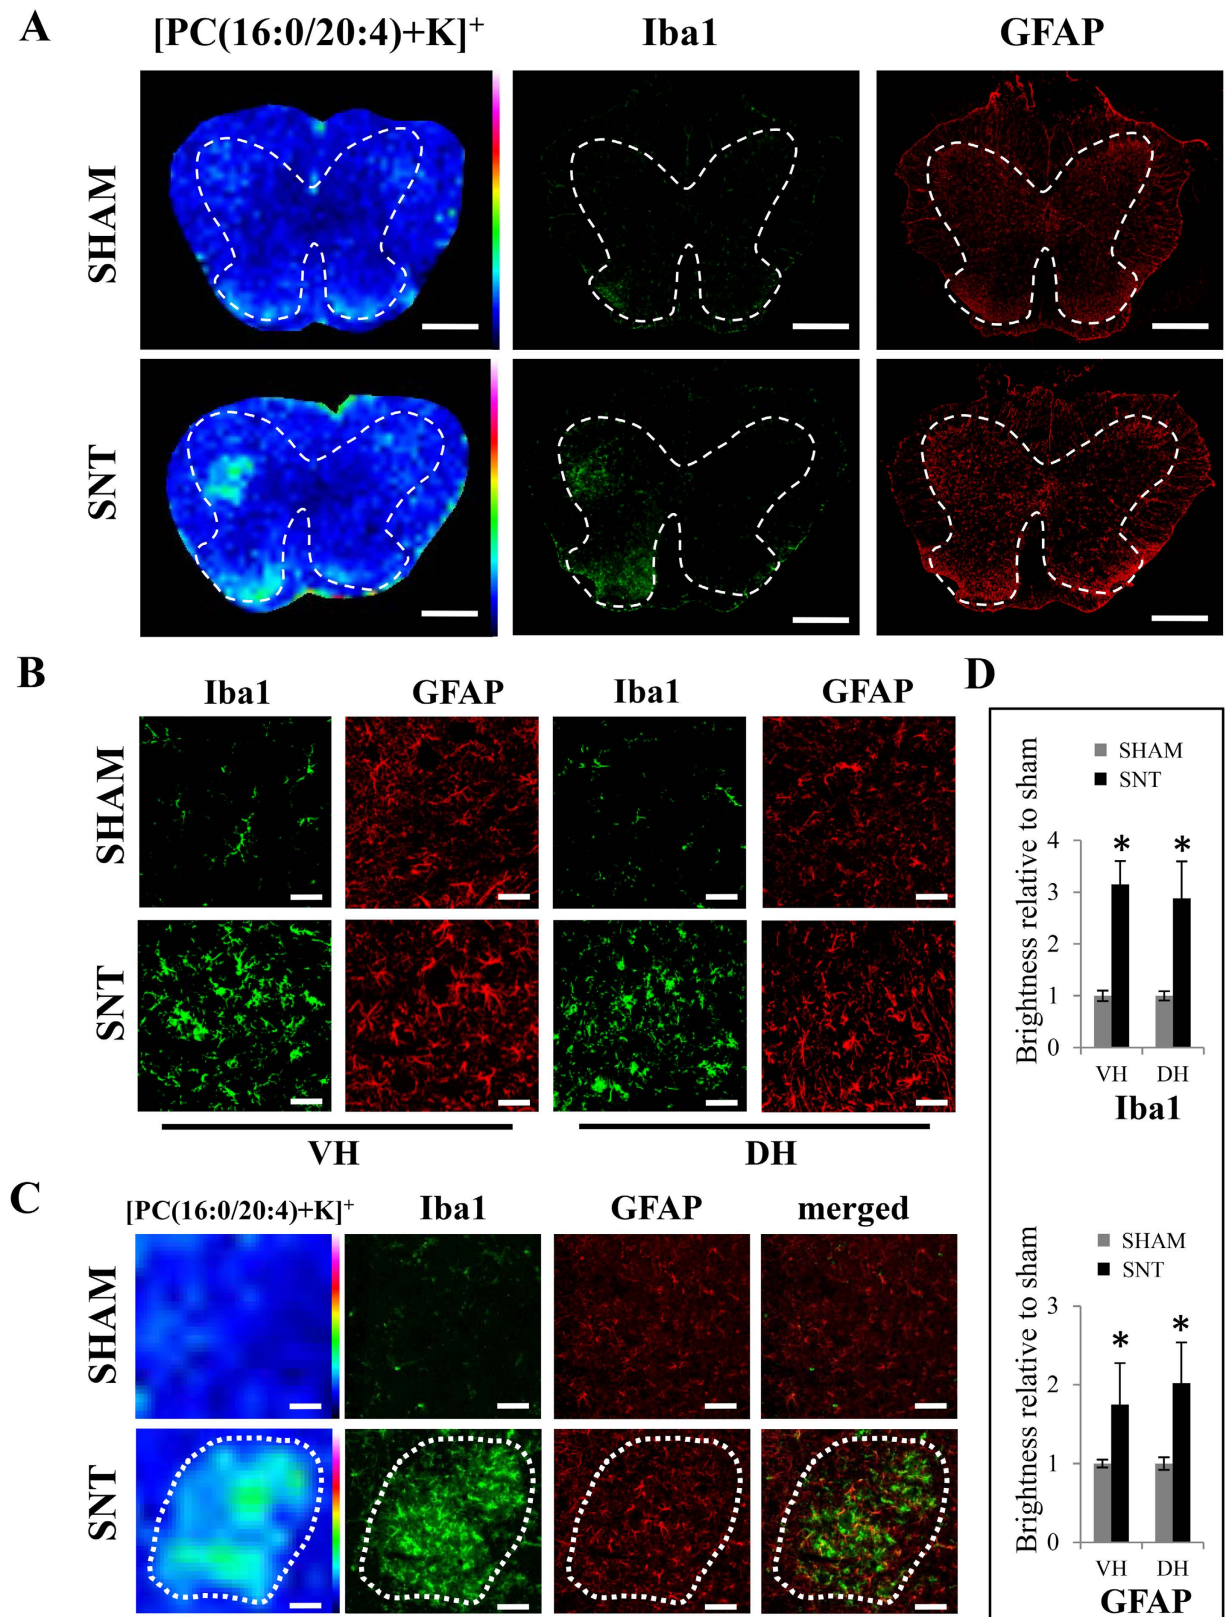 A
[PC(16:0/20:4)+K]⁺ Iba1 GFAP
SHAM
SNT
B
Iba1 GFAP Iba1 GFAP
SHAM
SNT
VH DH
C
[PC(16:0/20:4)+K]⁺ Iba1 GFAP merged
SHAM
SNT
D
SHAM
SNT
Brightness relative to sham
4
3
2
1
0
* *
VH DH
Iba1
SHAM
SNT
Brightness relative to sham
3
2
1
0
* *
VH DH
GFAP